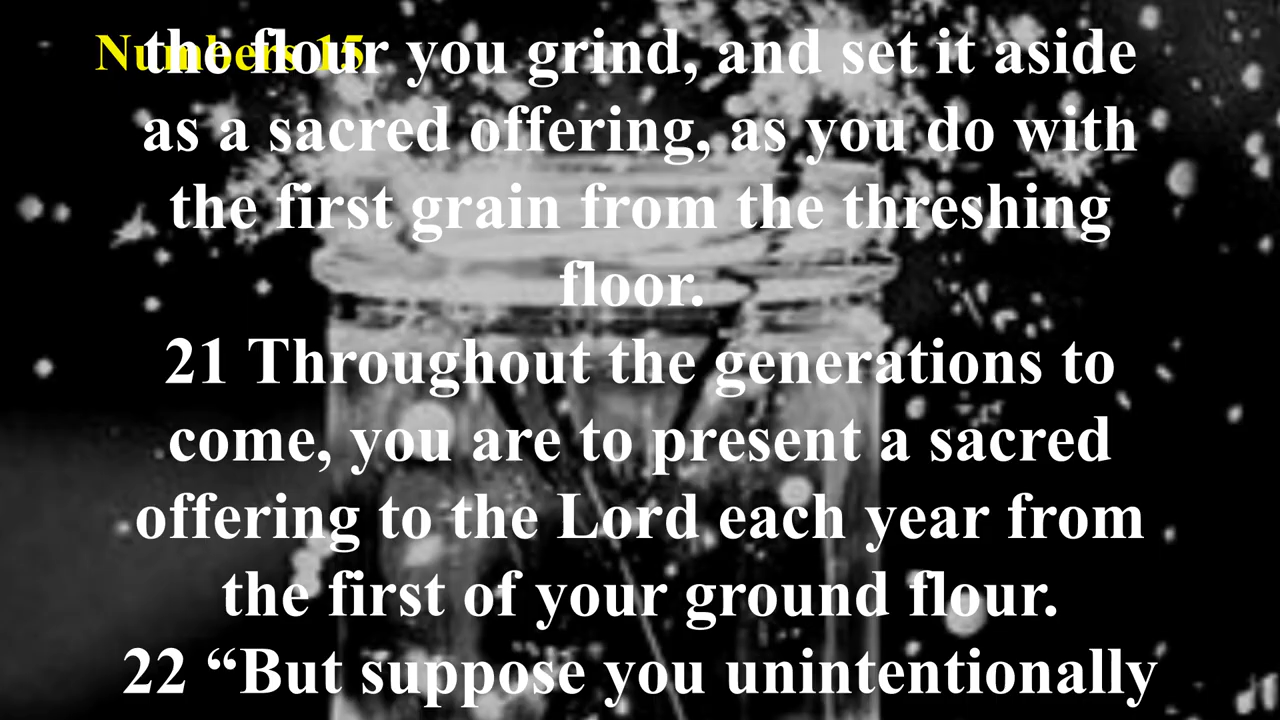 Numbers 15
the flour you grind, and set it aside
as a sacred offering, as you do with
the first grain from the threshing
floor.
21 Throughout the generations to
come, you are to present a sacred
offering to the Lord each year from
the first of your ground flour.
22 “But suppose you unintentionally